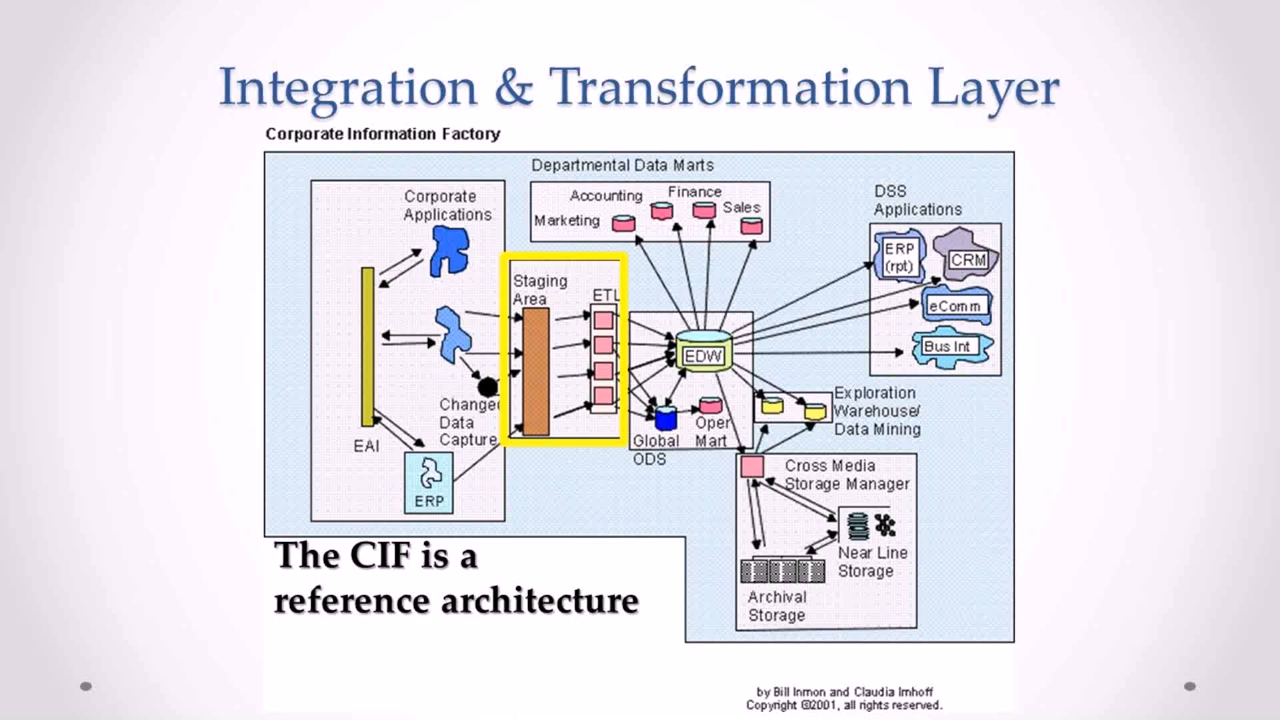 Integration & Transformation Layer
Corporate Information Factory
Departmental Data Marts
Accounting
Finance
Marketing
Sales
Corporate
Applications
DSS
Applications
ERP
(rpt)
CRM
eComm
Bus Int
Staging
Area
ETL
EDW
Changed
Data
Capture
EAI
ERP
Global
ODS
Oper
Mart
Exploration
Warehouse/
Data Mining
Cross Media
Storage Manager
Near Line
Storage
Archival
Storage
The CIF is a
reference architecture
by Bill Inmon and Claudia Imhoff
Copyright ©2001, all rights reserved.